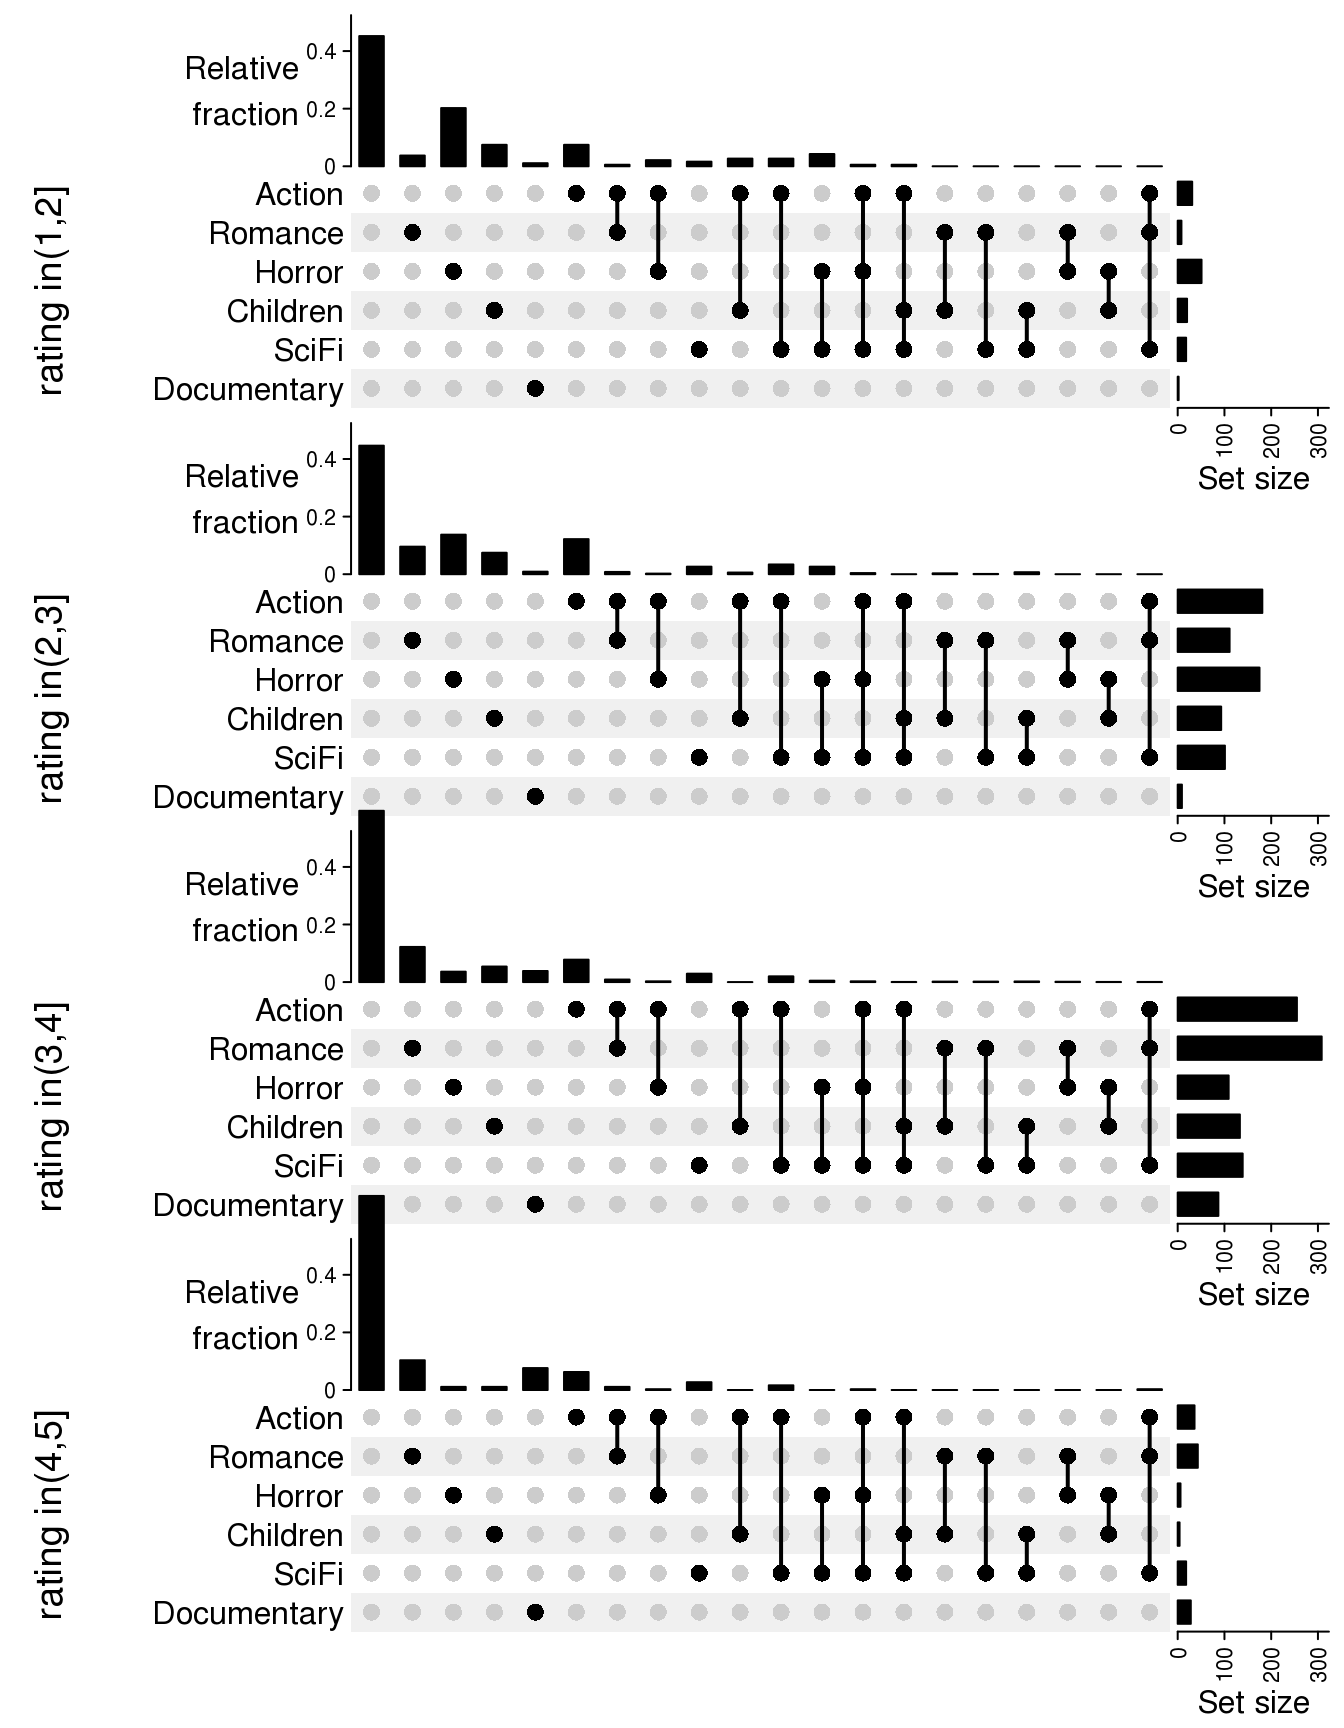 Relative
fraction
0.4
0.2
0
rating in(1,2]
Action
Romance
Horror
Children
SciFi
Documentary
0 100 200 300
Set size
Relative
fraction
0.4
0.2
0
rating in(2,3]
Action
Romance
Horror
Children
SciFi
Documentary
0 100 200 300
Set size
Relative
fraction
0.4
0.2
0
rating in(3,4]
Action
Romance
Horror
Children
SciFi
Documentary
0 100 200 300
Set size
Relative
fraction
0.4
0.2
0
rating in(4,5]
Action
Romance
Horror
Children
SciFi
Documentary
0 100 200 300
Set size